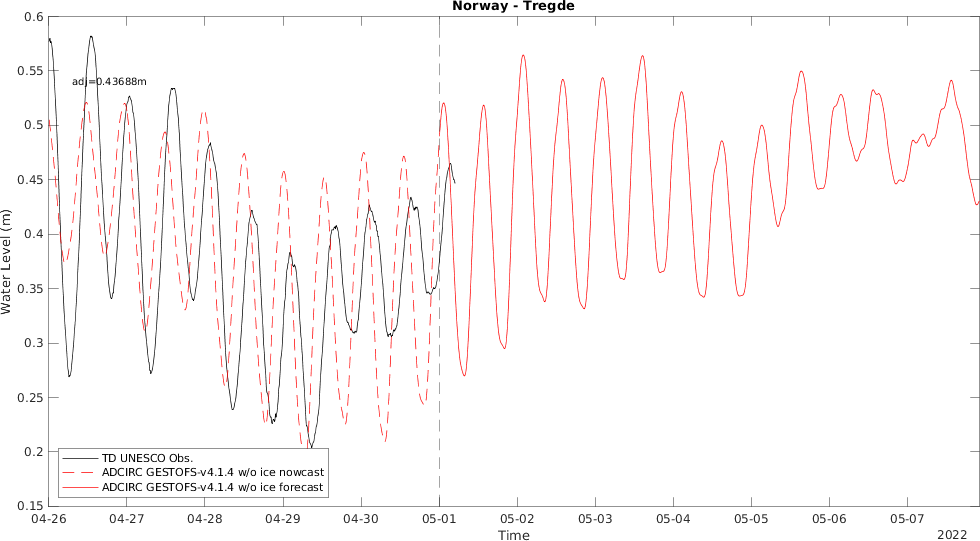 Norway - Tregde
0.6
0.55
0.5
0.45
0.4
0.35
0.3
0.25
0.2
0.15
Water Level (m)
adj=0.43688m
TD UNESCO Obs.
ADCIRC GESTOFS-v4.1.4 w/o ice nowcast
ADCIRC GESTOFS-v4.1.4 w/o ice forecast
04-26 04-27 04-28 04-29 04-30 05-01 05-02 05-03 05-04 05-05 05-06 05-07
Time
2022